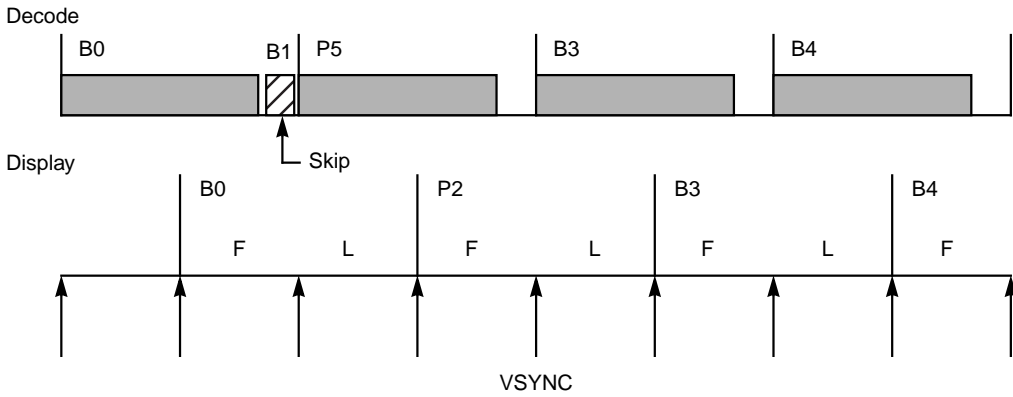 Decode
B0 B1 P5 B3 B4
Skip
Display
B0 P2 B3 B4
F L F L F L F
VSYNC